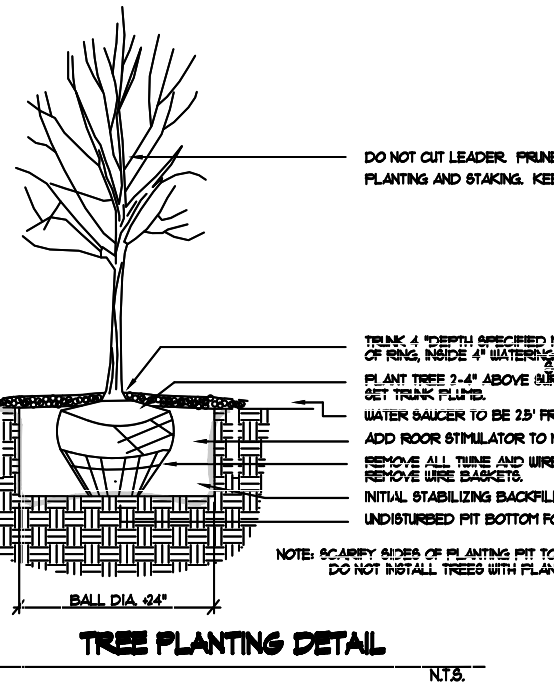 DO NOT CUT LEADER. PRUNE
PLANTING AND STAKING. KEE
TRUNK 4 "DEPTH SPECIFIED
OF RING, INSIDE 4" WATERING
PLANT TREE 2-4" ABOVE SUR
SET TRUNK PLUMB.
WATER SAUCER TO BE 2.5' FR
ADD ROOR STIMULATOR TO
REMOVE ALL TWINE AND WIRE
REMOVE WIRE BASKETS.
INITIAL STABILIZING BACKFILL
UNDISTURBED PIT BOTTOM FO
NOTE: SCARIFY SIDES OF PLANTING PIT TO
DO NOT INSTALL TREES WITH PLAN
BALL DIA. +24"
TREE PLANTING DETAIL
N.T.S.